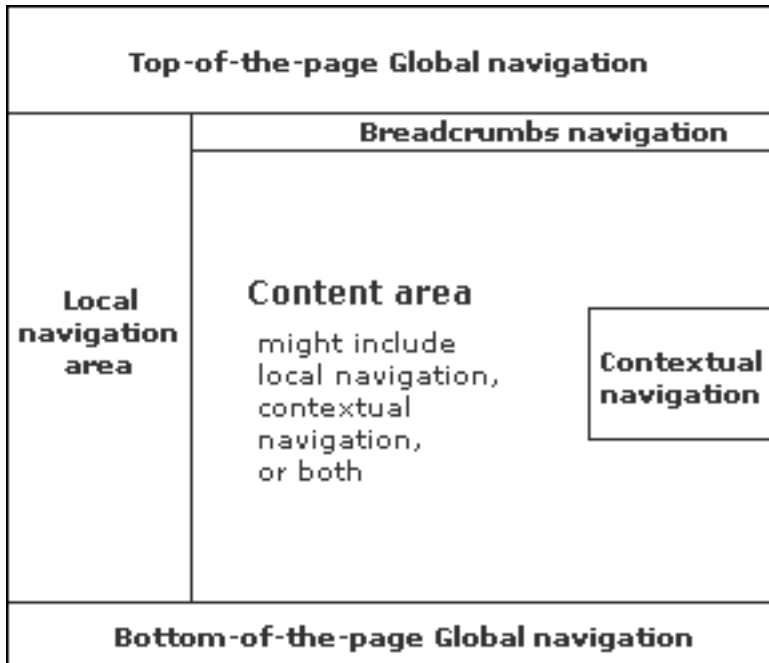 Top-of-the-page Global navigation
Breadcrumbs navigation
Local
navigation
area
Content area
might include
local navigation,
contextual
navigation,
or both
Contextual
navigation
Bottom-of-the-page Global navigation